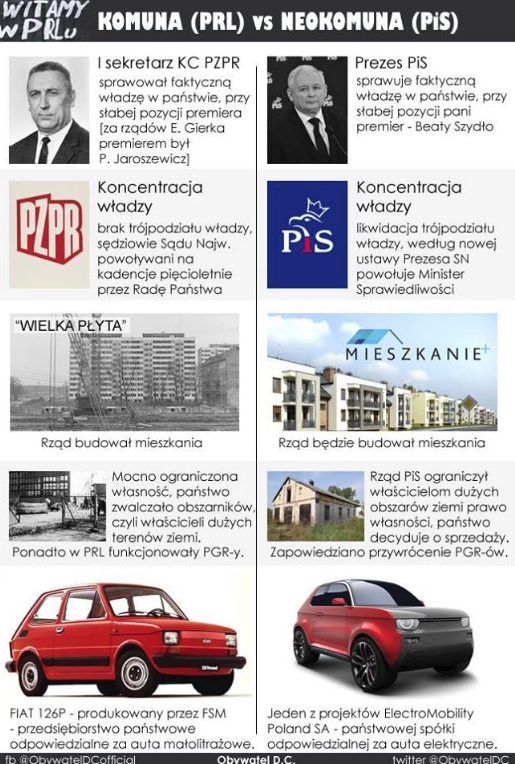 WITAMY
w PRLu
KOMUNA (PRL) vs NEOKOMUNA (PiS)
I sekretarz KC PZPR
sprawował faktyczną
władzę w państwie, przy
słabej pozycji premiera
[za rządów E. Gierka
premierem był
P. Jaroszewicz]
Prezes PiS
sprawuje faktyczną
władzę w państwie, przy
słabej pozycji pani
premier - Beaty Szydło
PZPR
Koncentracja
władzy
brak trójpodziału władzy,
sędziowie Sądu Najw.
powoływani na
kadencje pięcioletnie
przez Radę Państwa
PiS
Koncentracja
władzy
likwidacja trójpodziału
władzy, według nowej
ustawy Prezesa SN
powołuje Minister
Sprawiedliwości
"WIELKA PŁYTA"
Rząd budował mieszkania
MIESZKANIE+
Rząd będzie budował mieszkania
Mocno ograniczona
własność, państwo
zwalczało obszarników,
czyli właścicieli dużych
terenów ziemi.
Ponadto w PRL funkcjonowały PGR-y.
Rząd PiS ograniczył
właścicielom dużych
obszarów ziemi prawo
własności, państwo
decyduje o sprzedaży.
Zapowiedziano przywrócenie PGR-ów.
FIAT 126P - produkowany przez FSM
- przedsiębiorstwo państwowe
odpowiedzialne za auta małolitrażowe.
Jeden z projektów ElectroMobility
Poland SA - państwowej spółki
odpowiedzialnej za auta elektryczne.
fb @ObywatelDCofficial
Obywatel D.C.
twitter @ObywatelDC